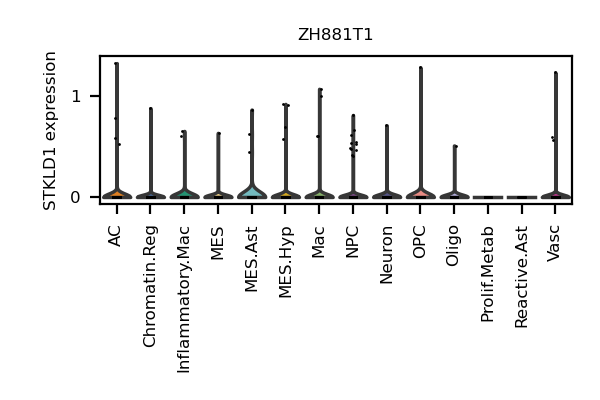 ZH881T1
STKLD1 expression
1
0
AC
Chromatin.Reg
Inflammatory.Mac
MES
MES.Ast
MES.Hyp
Mac
NPC
Neuron
OPC
Oligo
Prolif.Metab
Reactive.Ast
Vasc